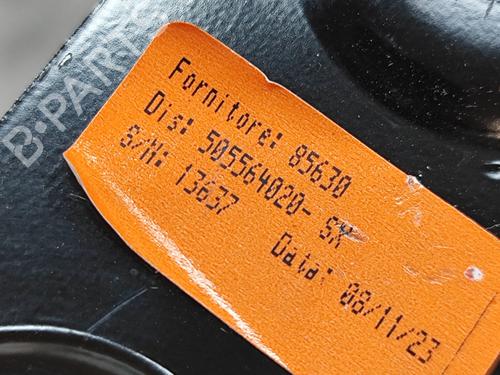 B-PARTS
Fornitore: 85630
Dis: 505564020- SX
S/N: 13637
Data: 08/11/23